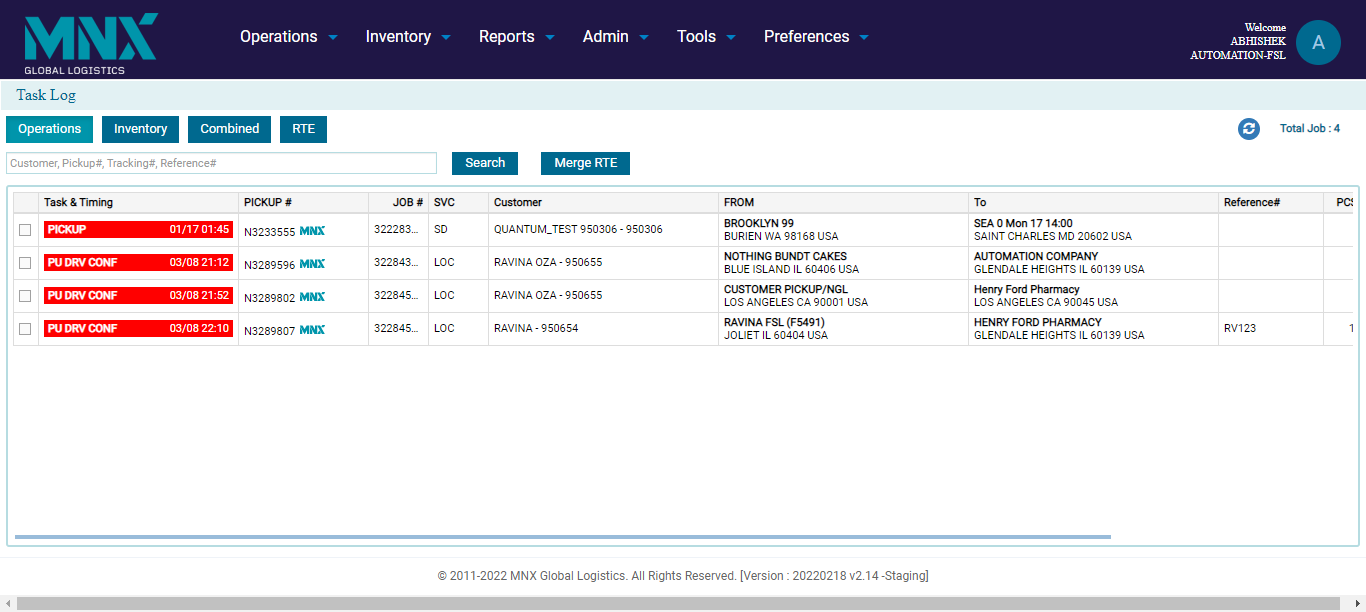 MNX
GLOBAL LOGISTICS
Operations Inventory Reports Admin Tools Preferences
Welcome
ABHISHEK
AUTOMATION-FSL
A
Task Log
Operations Inventory Combined RTE
Total Job : 4
Customer, Pickup#, Tracking#, Reference# Search Merge RTE
Task & Timing PICKUP # JOB # SVC Customer FROM To Reference# PCS
PICKUP 01/17 01:45 N3233555 MNX 322283... SD QUANTUM_TEST 950306 - 950306 BROOKLYN 99 SEA 0 Mon 17 14:00
BURIEN WA 98168 USA SAINT CHARLES MD 20602 USA
PU DRV CONF 03/08 21:12 N3289596 MNX 322843... LOC RAVINA OZA - 950655 NOTHING BUNDT CAKES AUTOMATION COMPANY
BLUE ISLAND IL 60406 USA GLENDALE HEIGHTS IL 60139 USA
PU DRV CONF 03/08 21:52 N3289802 MNX 322845... LOC RAVINA OZA - 950655 CUSTOMER PICKUP/NGL Henry Ford Pharmacy
LOS ANGELES CA 90001 USA LOS ANGELES CA 90045 USA
PU DRV CONF 03/08 22:10 N3289807 MNX 322845... LOC RAVINA - 950654 RAVINA FSL (F5491) HENRY FORD PHARMACY RV123 1
JOLIET IL 60404 USA GLENDALE HEIGHTS IL 60139 USA
© 2011-2022 MNX Global Logistics. All Rights Reserved. [Version : 20220218 v2.14 -Staging]